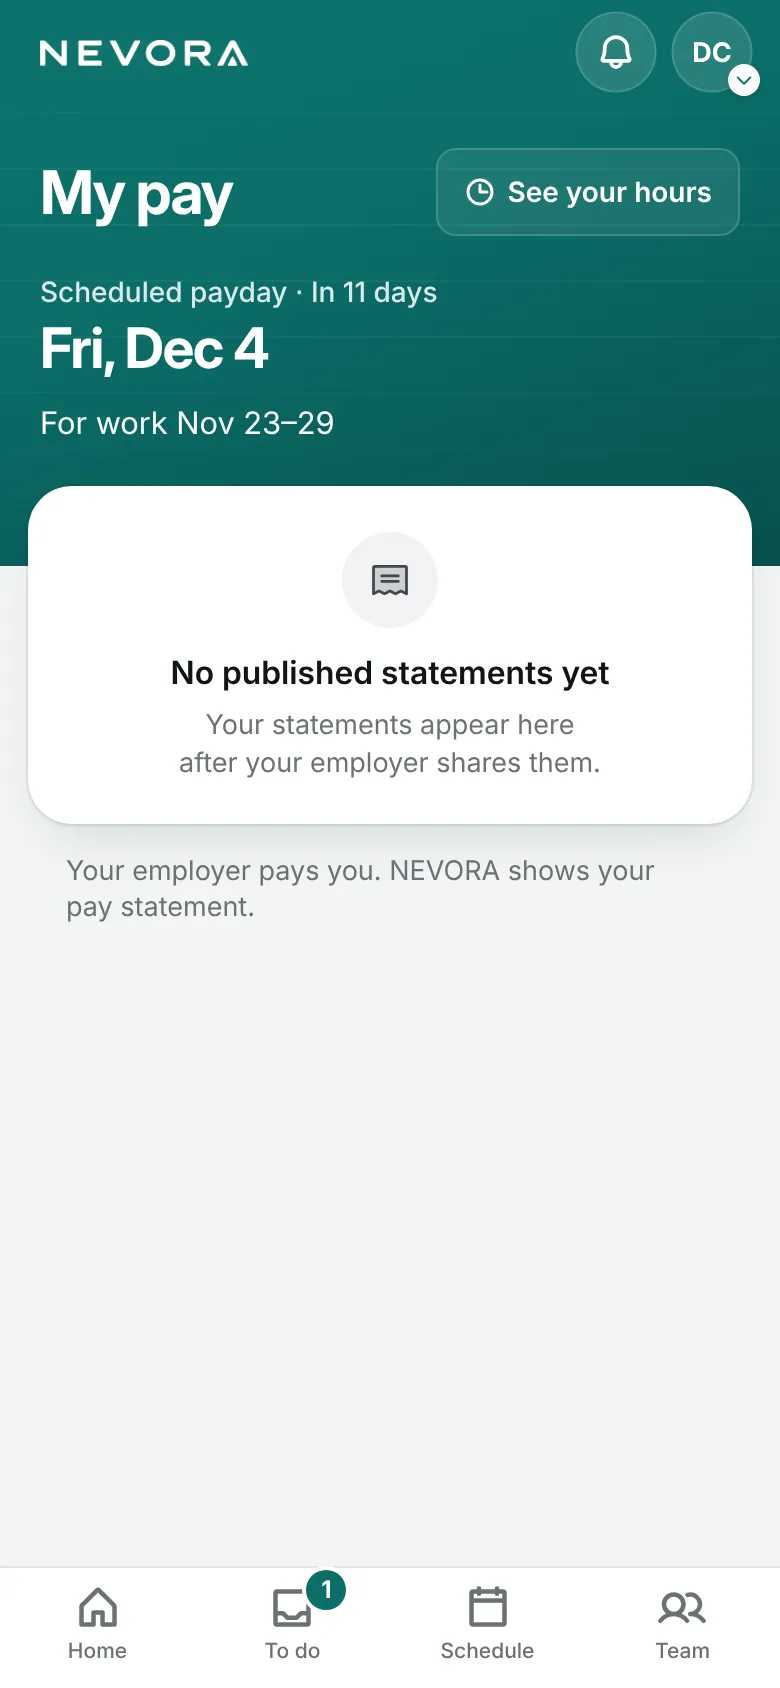 NEVORA
DC
My pay
See your hours
Scheduled payday · In 11 days
Fri, Dec 4
For work Nov 23–29
No published statements yet
Your statements appear here
after your employer shares them.
Your employer pays you. NEVORA shows your
pay statement.
1
Home
To do
Schedule
Team